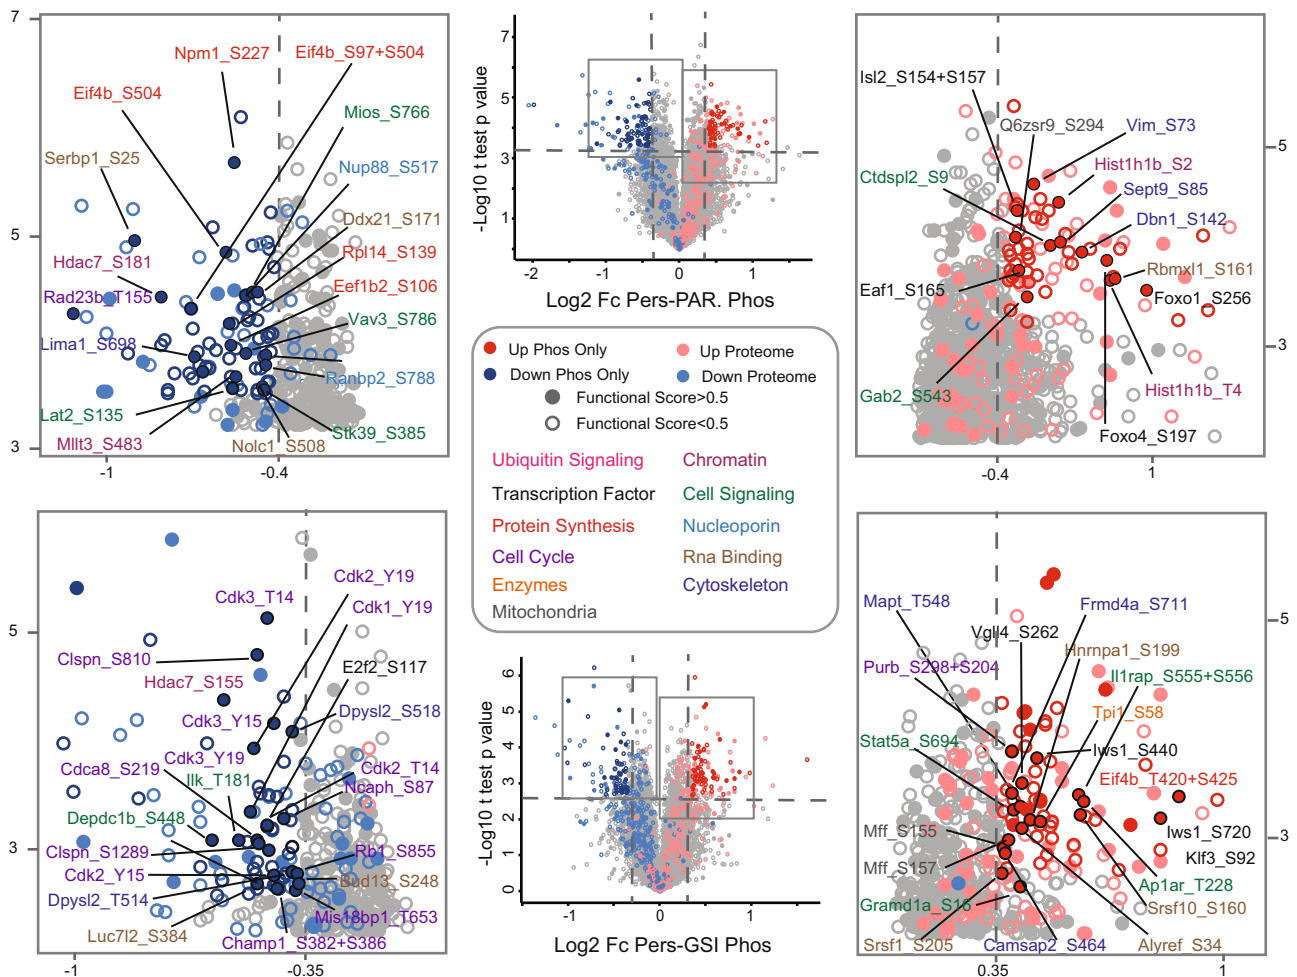 7
5
3
-1
-0.4
Npm1_S227
Eif4b_S97+S504
Eif4b_S504
Mios_S766
Serbp1_S25
Nup88_S517
Ddx21_S171
Hdac7_S181
Rpl14_S139
Rad23b_T155
Eef1b2_S106
Lima1_S698
Vav3_S786
Ranbp2_S788
Lat2_S135
Mllt3_S483
Nolc1_S508
Stk39_S385
-Log10 t test p value
7
5
3
1
-2
-1
0
1
2
Log2 Fc Pers-PAR. Phos
Isl2_S154+S157
Q6zsr9_S294
Vim_S73
5
Ctdspl2_S9
Hist1h1b_S2
Sept9_S85
Dbn1_S142
Rbmxl1_S161
Eaf1_S165
Foxo1_S256
3
Gab2_S543
Hist1h1b_T4
Foxo4_S197
-0.4
1
Up Phos Only
Up Proteome
Down Phos Only
Down Proteome
Functional Score>0.5
Functional Score<0.5
Ubiquitin Signaling
Chromatin
Transcription Factor
Cell Signaling
Protein Synthesis
Nucleoporin
Cell Cycle
Rna Binding
Enzymes
Cytoskeleton
Mitochondria
5
3
-1
-0.35
Cdk2_Y19
Cdk3_T14
Cdk1_Y19
Clspn_S810
E2f2_S117
Hdac7_S155
Cdk3_Y15
Dpysl2_S518
Cdk3_Y19
Cdca8_S219
Ilk_T181
Cdk2_T14
Ncaph_S87
Depdc1b_S448
Clspn_S1289
Rb1_S855
Cdk2_Y15
Bud13_S248
Dpysl2_T514
Mis18bp1_T653
Luc7l2_S384
Champ1_S382+S386
-Log10 t test p value
6
5
4
3
2
1
0
-1
0
1
Log2 Fc Pers-GSI Phos
Mapt_T548
Frmd4a_S711
5
Vgll4_S262
Hnrnpa1_S199
Purb_S298+S204
Il1rap_S555+S556
Tpi1_S58
Stat5a_S694
Iws1_S440
Eif4b_T420+S425
Mff_S155
Iws1_S720
3
Mff_S157
Klf3_S92
Ap1ar_T228
Gramd1a_S16
Srsf10_S160
Srsf1_S205
Camsap2_S464
Alyref_S34
0.35
1